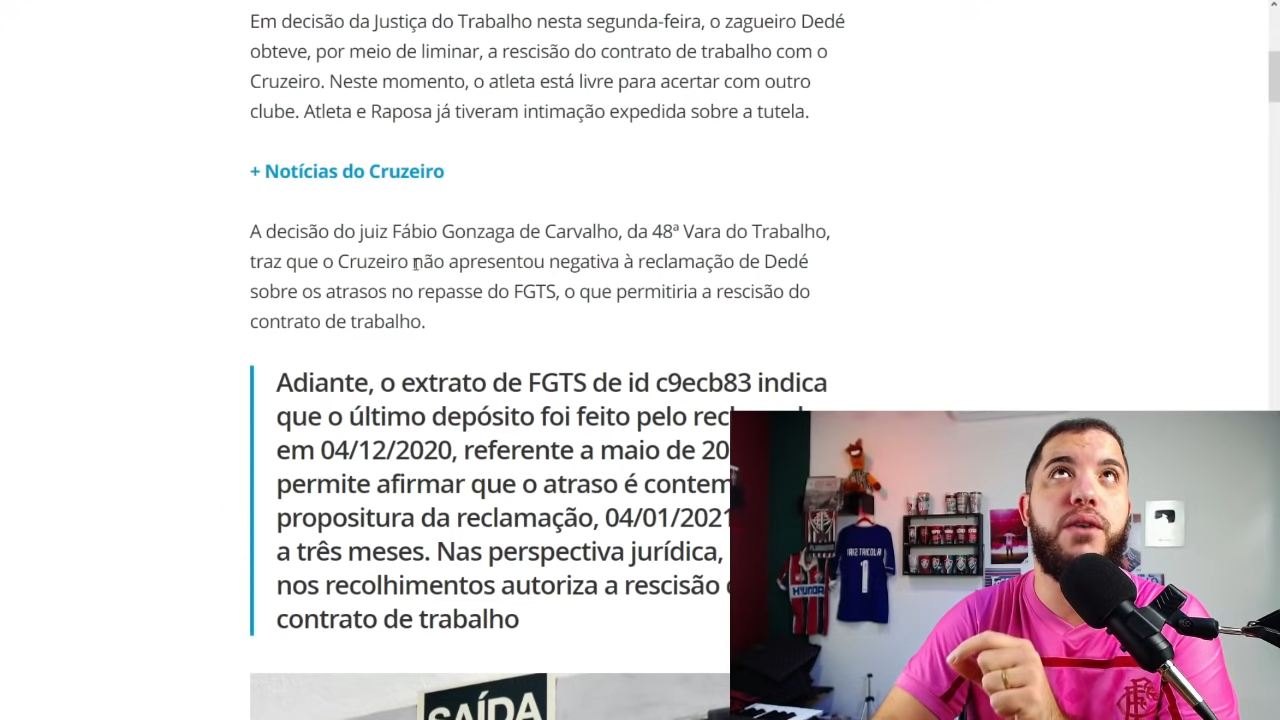 Em decisão da Justiça do Trabalho nesta segunda-feira, o zagueiro Dedé
obteve, por meio de liminar, a rescisão do contrato de trabalho com o
Cruzeiro. Neste momento, o atleta está livre para acertar com outro
clube. Atleta e Raposa já tiveram intimação expedida sobre a tutela.
+ Notícias do Cruzeiro
A decisão do juiz Fábio Gonzaga de Carvalho, da 48ª Vara do Trabalho,
traz que o Cruzeiro não apresentou negativa à reclamação de Dedé
sobre os atrasos no repasse do FGTS, o que permitiria a rescisão do
contrato de trabalho.
Adiante, o extrato de FGTS de id c9ecb83 indica
que o último depósito foi feito pelo
em 04/12/2020, referente a maio de 20
permite afirmar que o atraso é
propositura da reclamação, 04/01/2021
a três meses. Nas perspectiva jurídica,
nos recolhimentos autoriza a rescisão
contrato de trabalho
SAÍDA
HYUNDAI
1